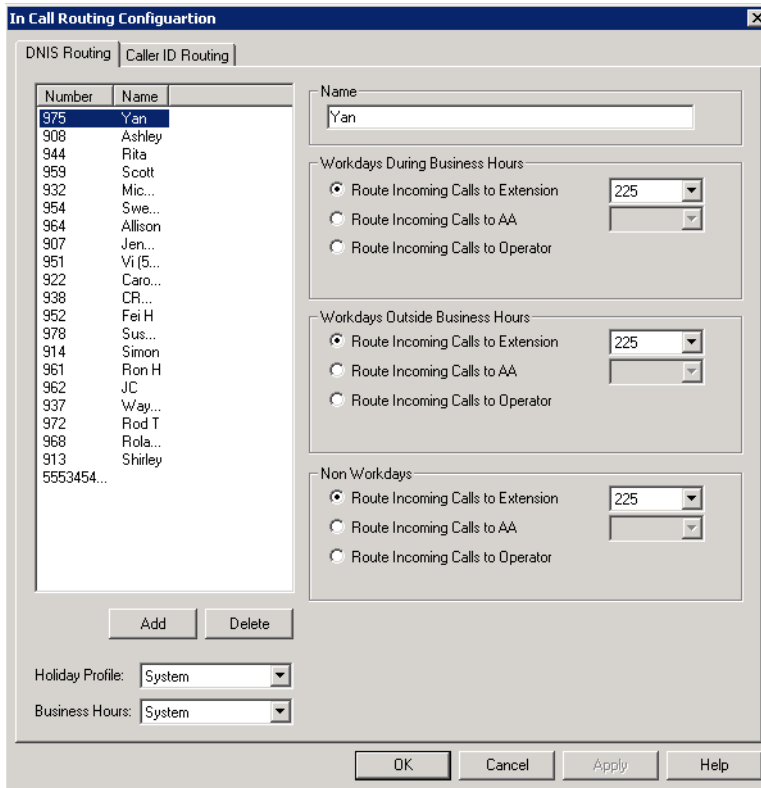 In Call Routing Configuartion
DNIS Routing Caller ID Routing
Number Name
975 Yan
908 Ashley
944 Rita
959 Scott
932 Mic...
954 Swe...
964 Allison
907 Jen...
951 Vi (5...
922 Caro...
938 CR...
952 Fei H
978 Sus...
914 Simon
961 Ron H
962 JC
937 Way...
972 Rod T
968 Rola...
913 Shirley
5553454...
Add Delete
Holiday Profile: System
Business Hours: System
Name
Yan
Workdays During Business Hours
Route Incoming Calls to Extension 225
Route Incoming Calls to AA
Route Incoming Calls to Operator
Workdays Outside Business Hours
Route Incoming Calls to Extension 225
Route Incoming Calls to AA
Route Incoming Calls to Operator
Non Workdays
Route Incoming Calls to Extension 225
Route Incoming Calls to AA
Route Incoming Calls to Operator
OK Cancel Apply Help